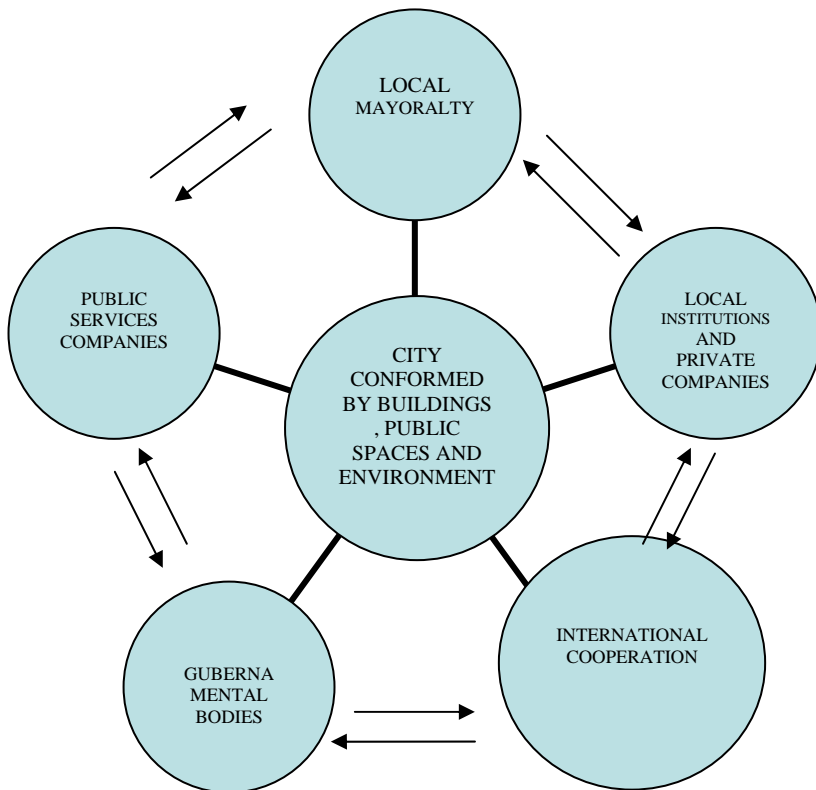 LOCAL
MAYORALTY
PUBLIC
SERVICES
COMPANIES
LOCAL
INSTITUTIONS
AND
PRIVATE
COMPANIES
CITY
CONFORMED
BY BUILDINGS
, PUBLIC
SPACES AND
ENVIRONMENT
GUBERNA
MENTAL
BODIES
INTERNATIONAL
COOPERATION